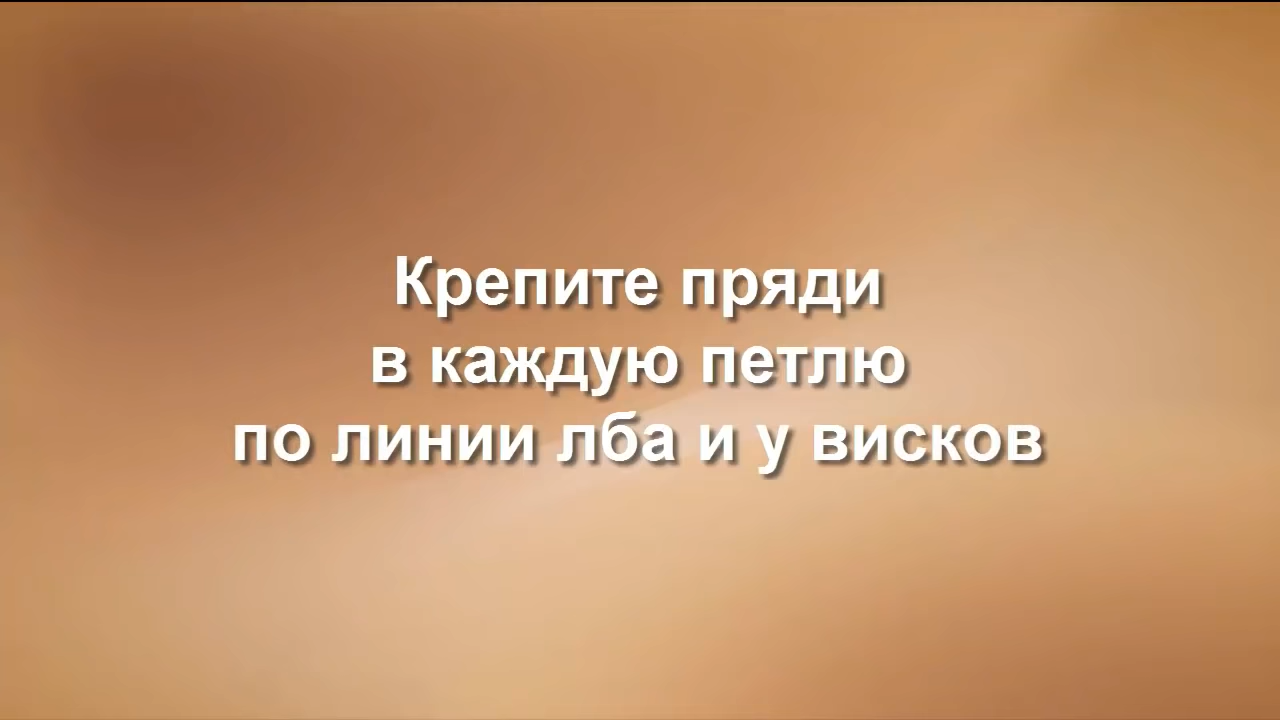 Крепите пряди
в каждую петлю
по линии лба и у висков